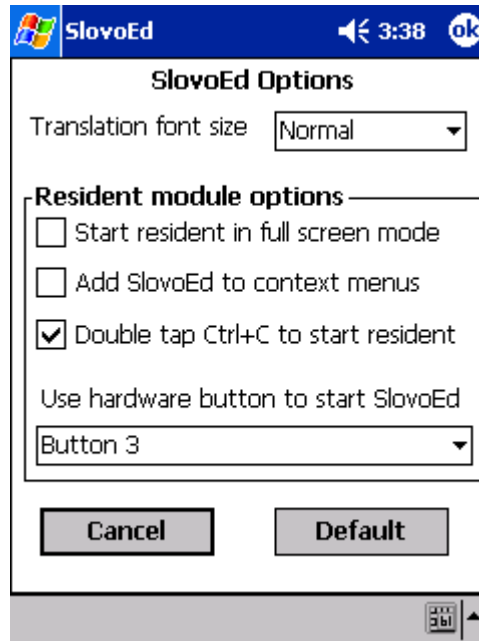 SlovoEd 3:38 ok
SlovoEd Options
Translation font size Normal
Resident module options
Start resident in full screen mode
Add SlovoEd to context menus
Double tap Ctrl+C to start resident
Use hardware button to start SlovoEd
Button 3
Cancel Default